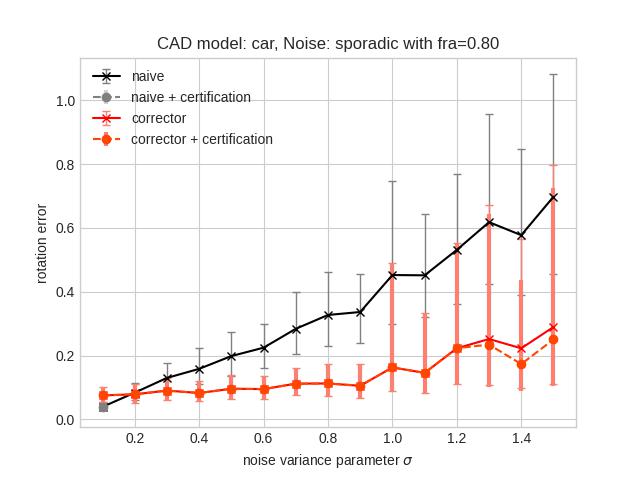 CAD model: car, Noise: sporadic with fra=0.80
naive
naive + certification
corrector
corrector + certification
rotation error
1.0
0.8
0.6
0.4
0.2
0.0
0.2 0.4 0.6 0.8 1.0 1.2 1.4
noise variance parameter σ